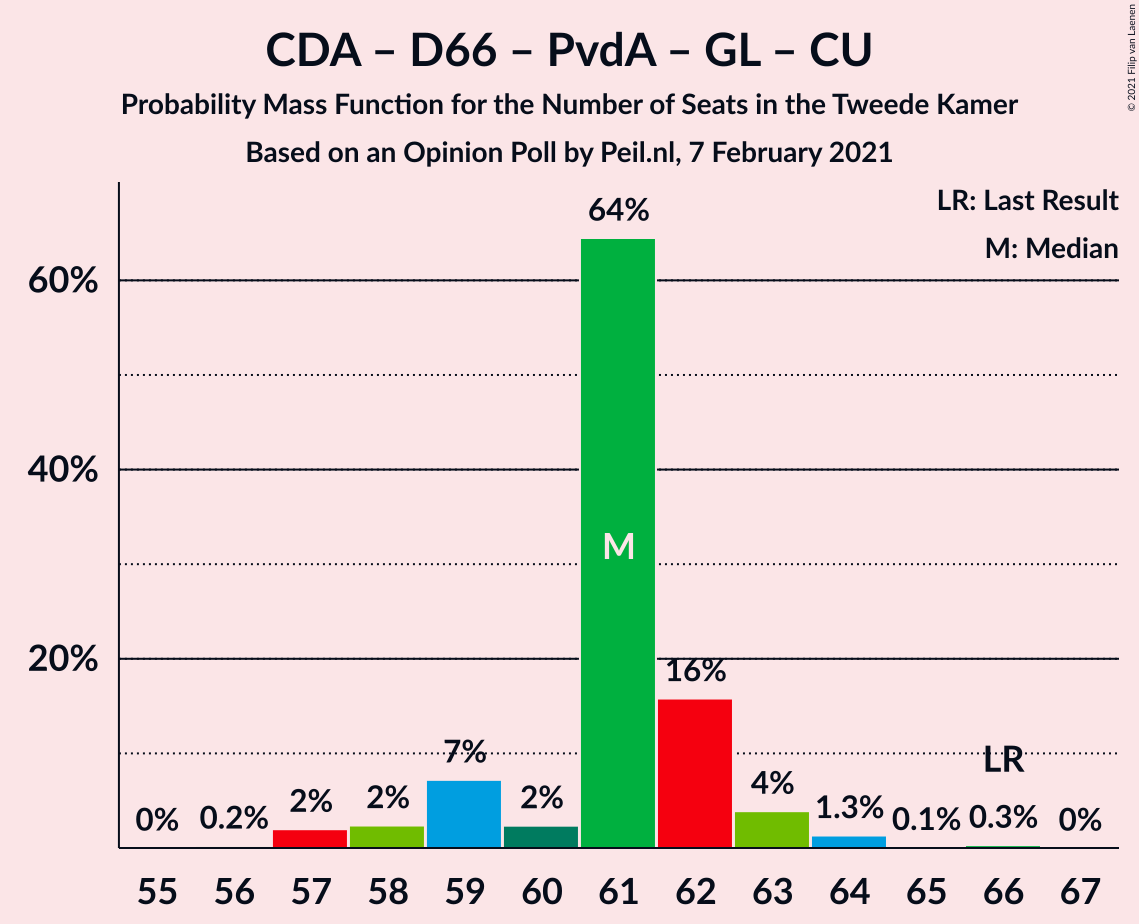 CDA – D66 – PvdA – GL – CU
Probability Mass Function for the Number of Seats in the Tweede Kamer
Based on an Opinion Poll by Peil.nl, 7 February 2021
© 2021 Filip van Laenen
LR: Last Result
M: Median
60%
40%
20%
0%
0.2%
2%
2%
7%
2%
64%
M
16%
4%
1.3%
0.1%
LR
0.3%
0%
55 56 57 58 59 60 61 62 63 64 65 66 67